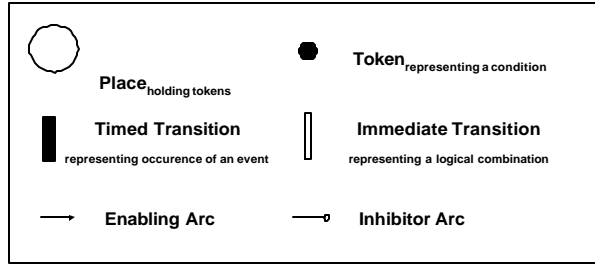 Token representing a condition
Place holding tokens
Timed Transition
Immediate Transition
representing occurence of an event
representing a logical combination
Enabling Arc
Inhibitor Arc